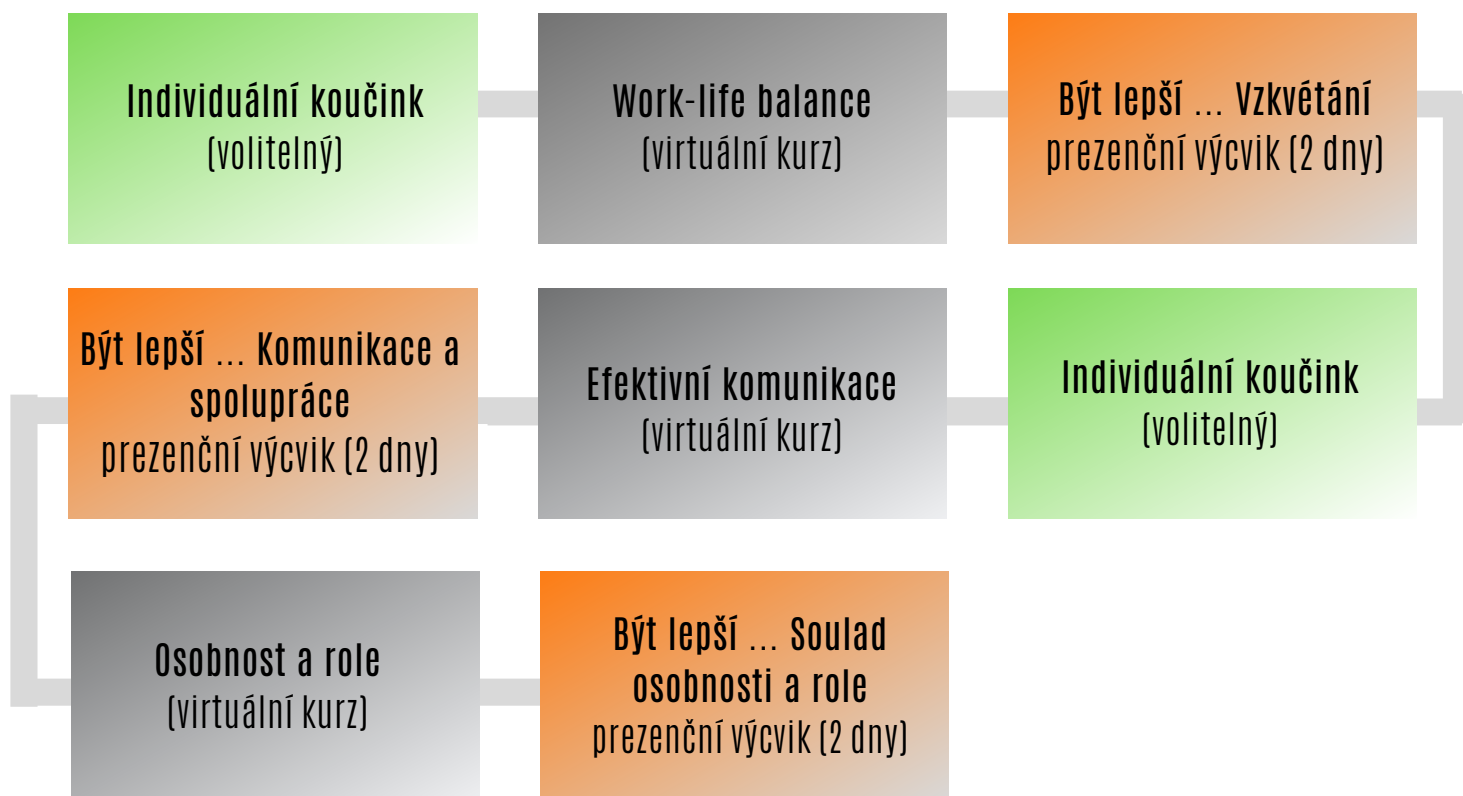 Individuální koučink
(volitelný)
Work-life balance
(virtuální kurz)
Být lepší ... Vzkvétání
prezenční výcvik (2 dny)
Být lepší ... Komunikace a
spolupráce
prezenční výcvik (2 dny)
Efektivní komunikace
(virtuální kurz)
Individuální koučink
(volitelný)
Osobnost a role
(virtuální kurz)
Být lepší ... Soulad
osobnosti a role
prezenční výcvik (2 dny)